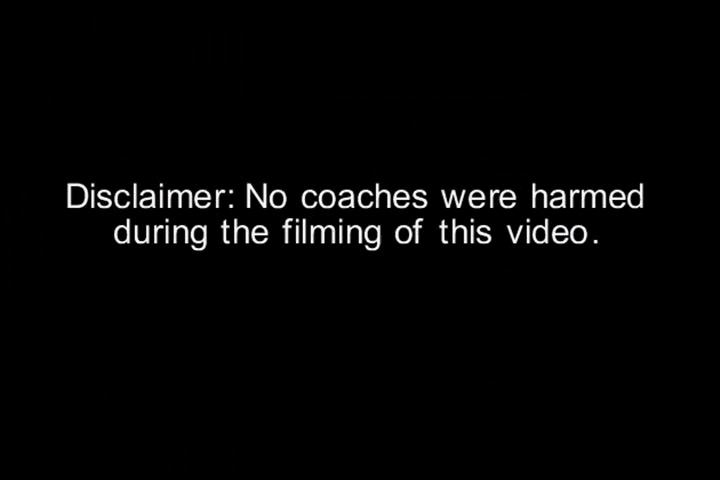 Disclaimer: No coaches were harmed
during the filming of this video.